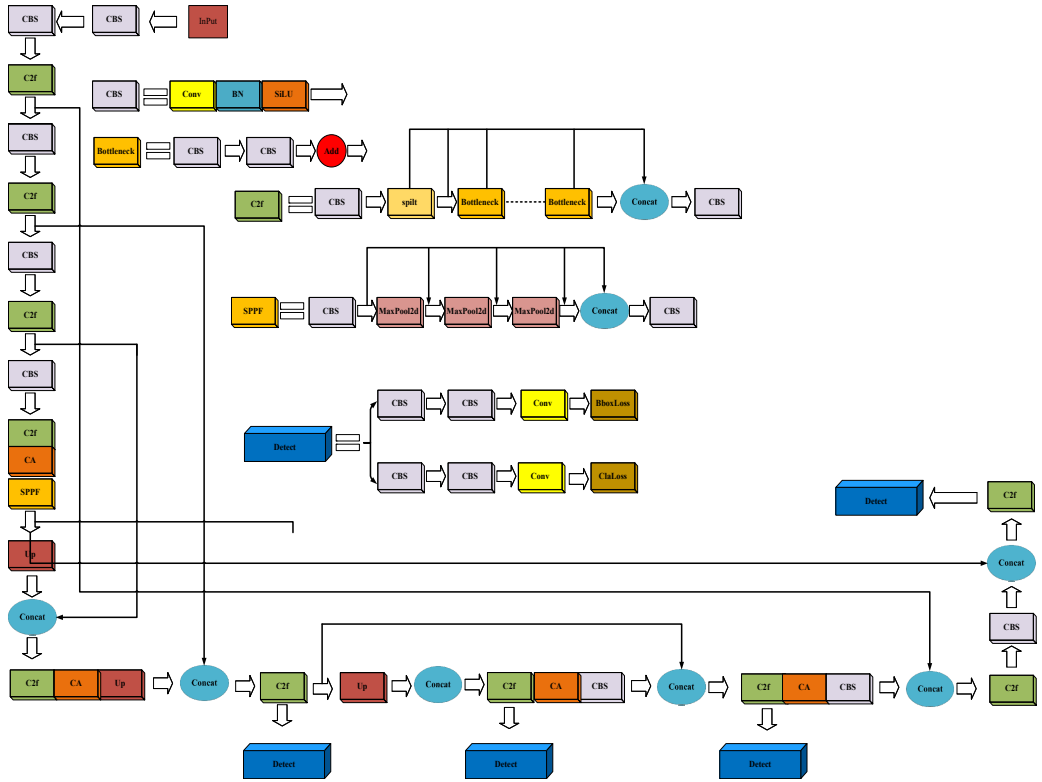 CBS CBS InPut
C2f
CBS Conv BN SiLU
CBS
Bottleneck CBS CBS Add
C2f
C2f CBS spilt Bottleneck Bottleneck Concat CBS
CBS
C2f
SPPF CBS MaxPool2d MaxPool2d MaxPool2d Concat CBS
CBS
CBS CBS Conv BboxLoss
C2f
Detect
CA
CBS CBS Conv ClaLoss
SPPF
Detect C2f
Up
Concat
Concat
CBS
C2f CA Up Concat C2f Up Concat C2f CA CBS Concat C2f CA CBS Concat C2f
Detect Detect Detect